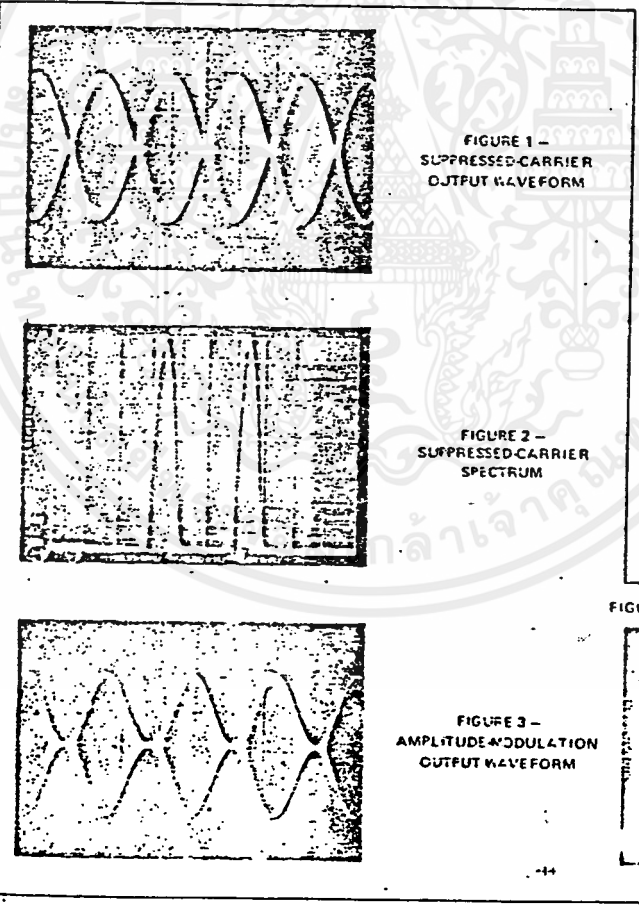 FIGURE 1 –
SUPPRESSED-CARRIER
OUTPUT WAVEFORM
FIGURE 2 –
SUPPRESSED-CARRIER
SPECTRUM
FIGURE 3 –
AMPLITUDE-MODULATION
OUTPUT WAVEFORM